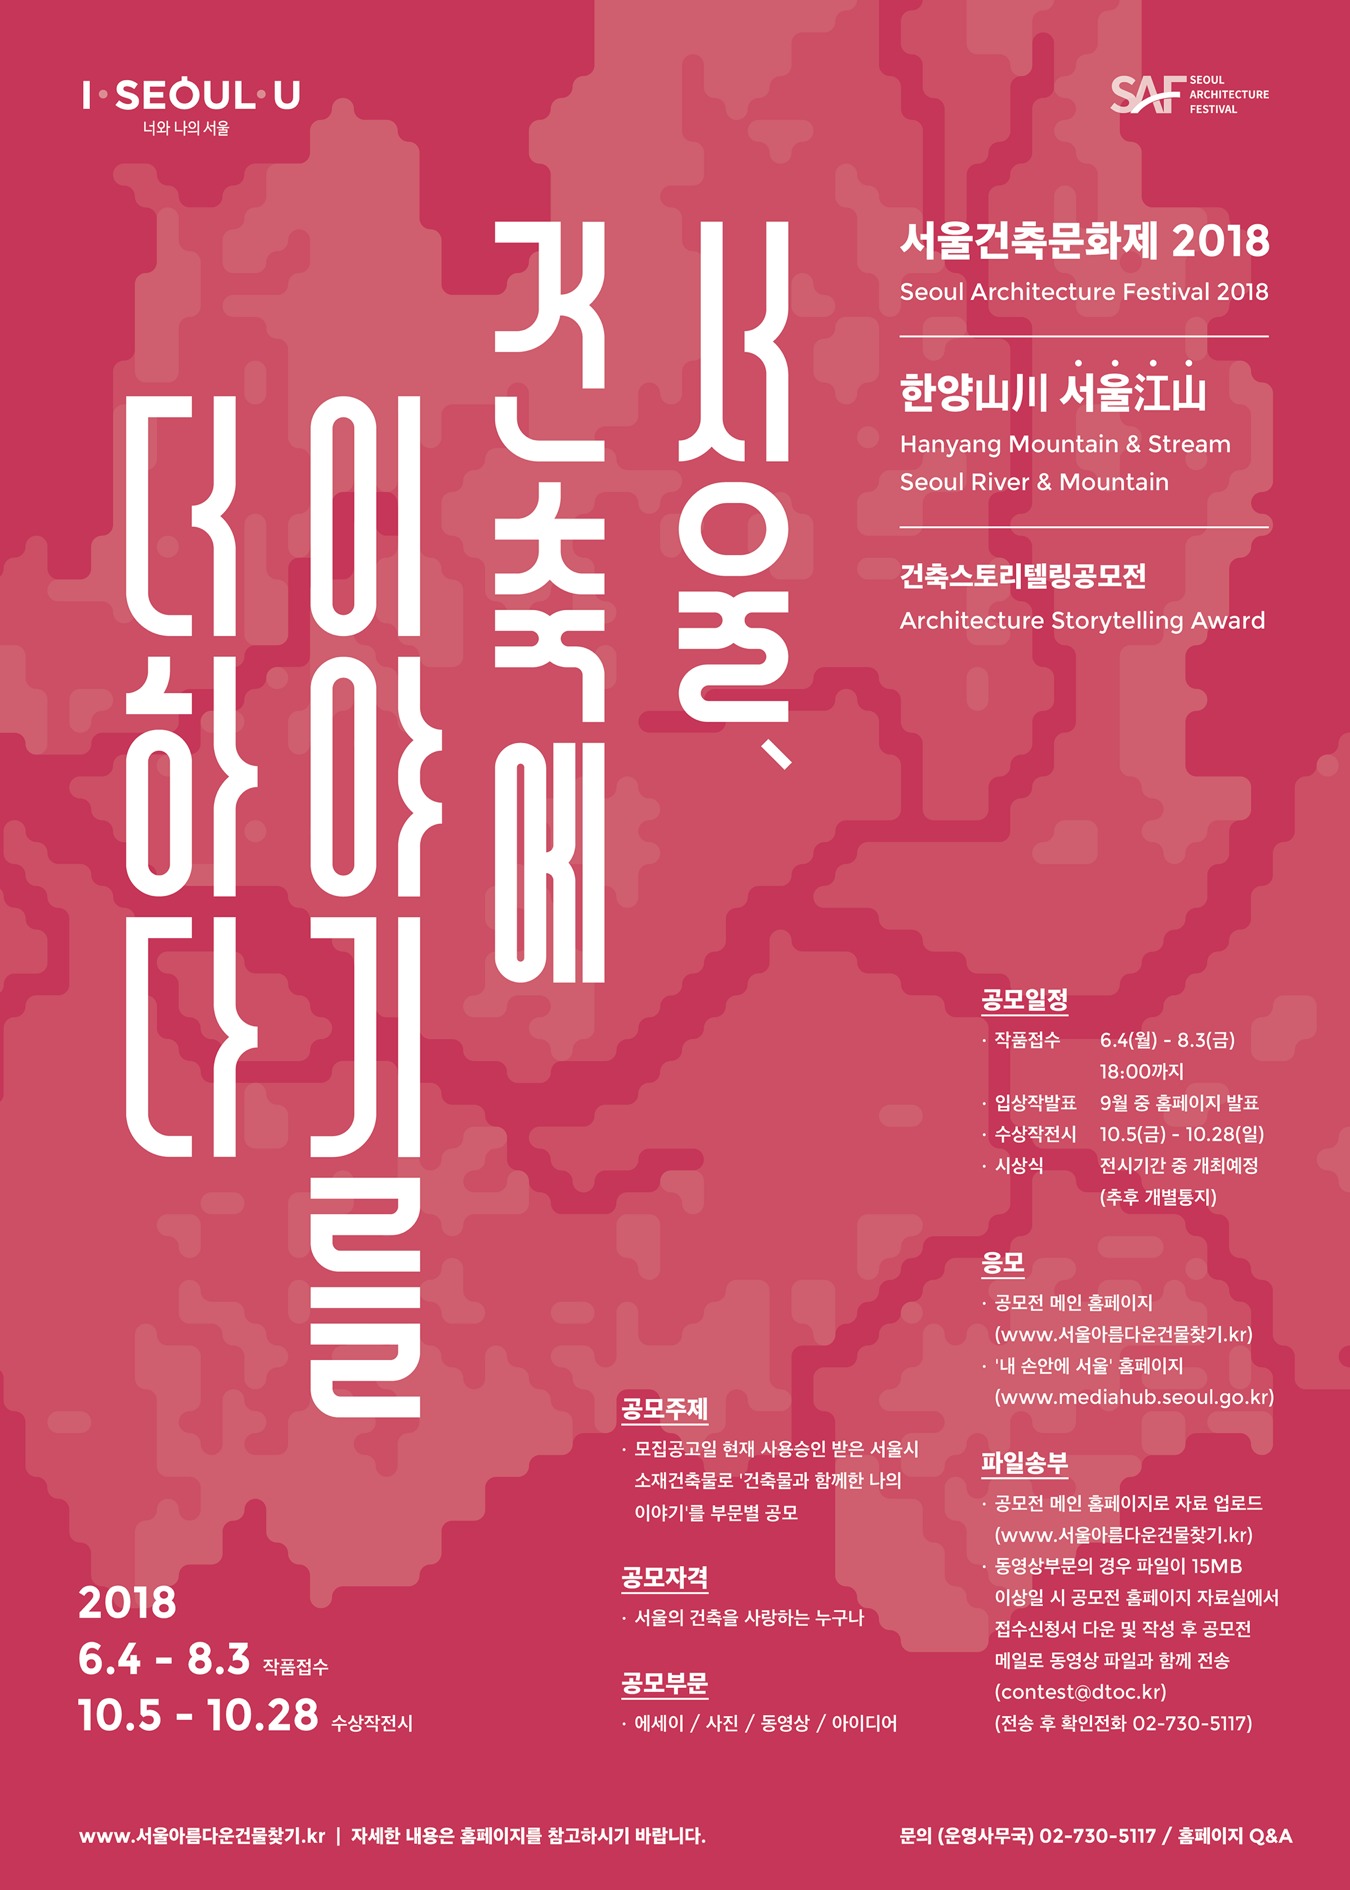 I·SEOUL·U
너와 나의 서울
SAF
SEOUL
ARCHITECTURE
FESTIVAL
서울,
건축에
이야기를
더하다
서울건축문화제 2018
Seoul Architecture Festival 2018
한양山川 서울江山
Hanyang Mountain & Stream
Seoul River & Mountain
건축스토리텔링공모전
Architecture Storytelling Award
공모일정
· 작품접수 6.4(월) - 8.3(금)
18:00까지
· 입상작발표 9월 중 홈페이지 발표
· 수상작전시 10.5(금) - 10.28(일)
· 시상식 전시기간 중 개최예정
(추후 개별통지)
응모
· 공모전 메인 홈페이지
(www.서울아름다운건물찾기.kr)
· '내 손안에 서울' 홈페이지
(www.mediahub.seoul.go.kr)
파일송부
· 공모전 메인 홈페이지로 자료 업로드
(www.서울아름다운건물찾기.kr)
· 동영상부문의 경우 파일이 15MB
이상일 시 공모전 홈페이지 자료실에서
접수신청서 다운 및 작성 후 공모전
메일로 동영상 파일과 함께 전송
(contest@dtoc.kr)
(전송 후 확인전화 02-730-5117)
공모주제
· 모집공고일 현재 사용승인 받은 서울시
소재건축물로 '건축물과 함께한 나의
이야기'를 부문별 공모
공모자격
· 서울의 건축을 사랑하는 누구나
공모부문
· 에세이 / 사진 / 동영상 / 아이디어
2018
6.4 - 8.3 작품접수
10.5 - 10.28 수상작전시
www.서울아름다운건물찾기.kr | 자세한 내용은 홈페이지를 참고하시기 바랍니다.
문의 (운영사무국) 02-730-5117 / 홈페이지 Q&A